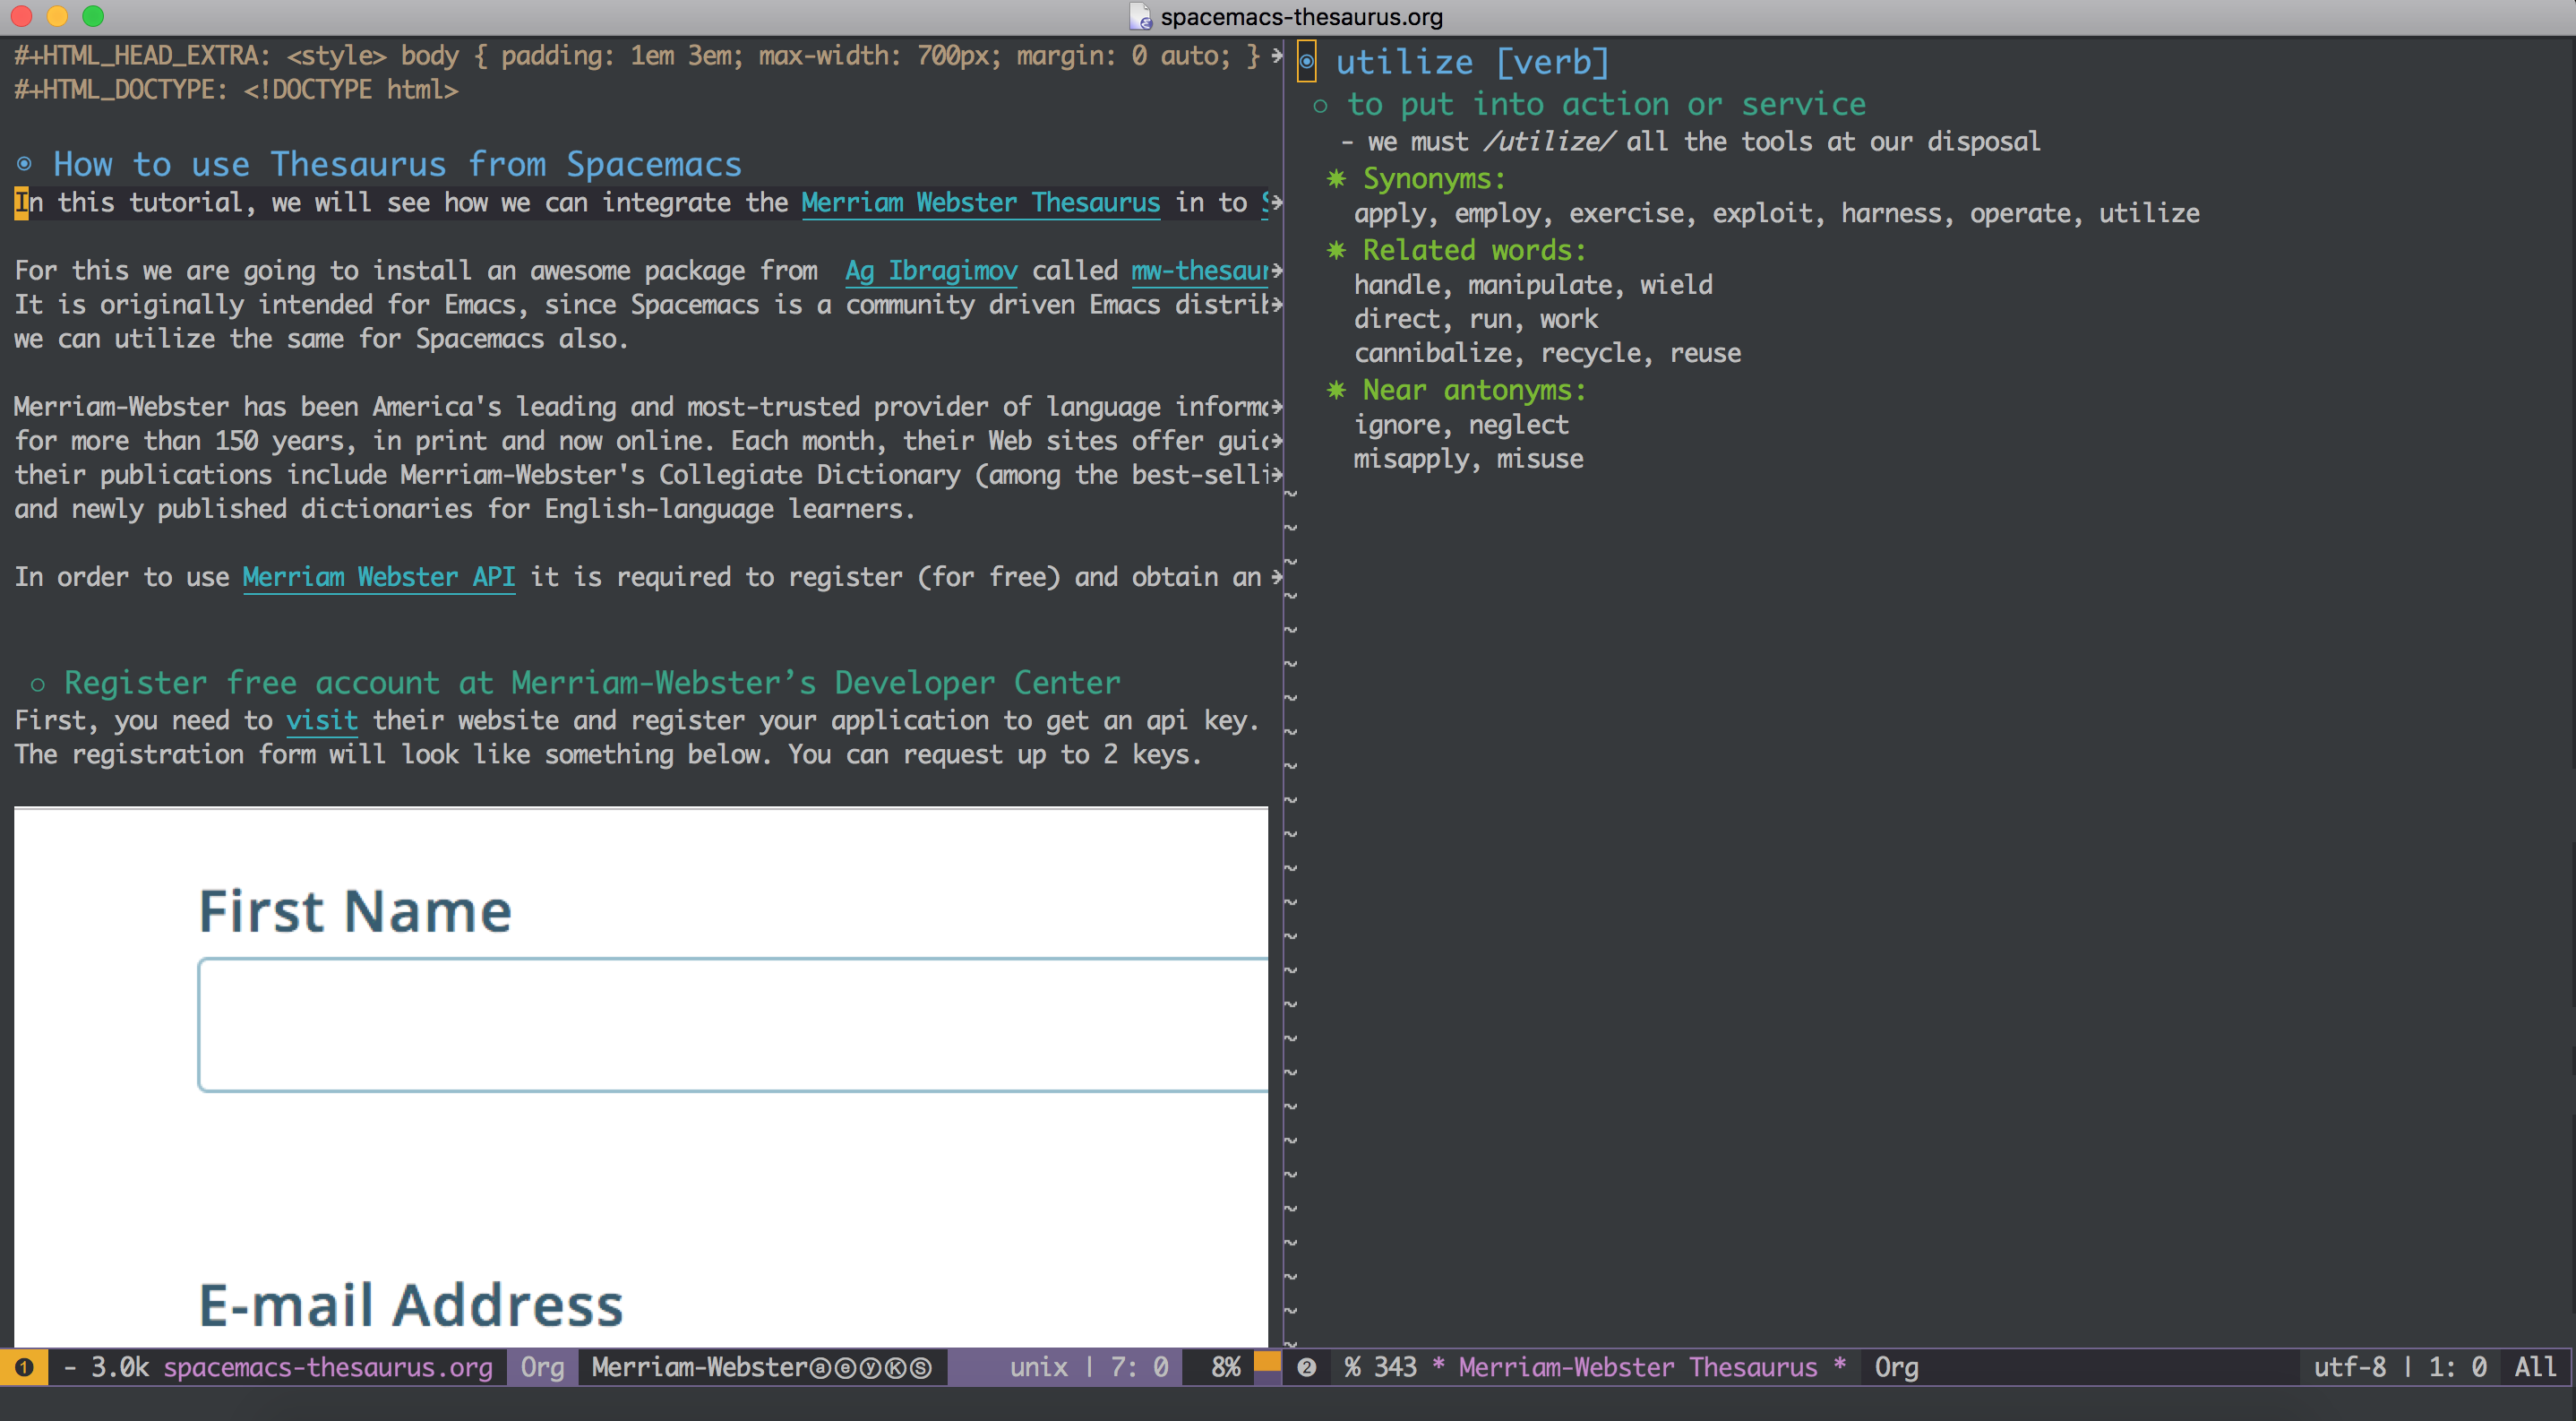 spacemacs-thesaurus.org
#+HTML_HEAD_EXTRA: <style> body { padding: 1em 3em; max-width: 700px; margin: 0 auto; }
#+HTML_DOCTYPE: <!DOCTYPE html>
How to use Thesaurus from Spacemacs
In this tutorial, we will see how we can integrate the Merriam Webster Thesaurus in to
For this we are going to install an awesome package from Ag Ibragimov called mw-thesaur
It is originally intended for Emacs, since Spacemacs is a community driven Emacs
we can utilize the same for Spacemacs also.
Merriam-Webster has been America's leading and most-trusted provider of language
for more than 150 years, in print and now online. Each month, their Web sites offer
their publications include Merriam-Webster's Collegiate Dictionary (among the best-selli
and newly published dictionaries for English-language learners.
In order to use Merriam Webster API it is required to register (for free) and obtain an
Register free account at Merriam-Webster’s Developer Center
First, you need to visit their website and register your application to get an api key.
The registration form will look like something below. You can request up to 2 keys.
First Name
E-mail Address
❶ - 3.0k spacemacs-thesaurus.org Org Merriam-Websterⓐⓔⓨⓚⓢ unix | 7: 0 8%
utilize [verb]
to put into action or service
- we must /utilize/ all the tools at our disposal
✷ Synonyms:
apply, employ, exercise, exploit, harness, operate, utilize
✷ Related words:
handle, manipulate, wield
direct, run, work
cannibalize, recycle, reuse
✷ Near antonyms:
ignore, neglect
misapply, misuse
❷ % 343 * Merriam-Webster Thesaurus * Org utf-8 | 1: 0 All